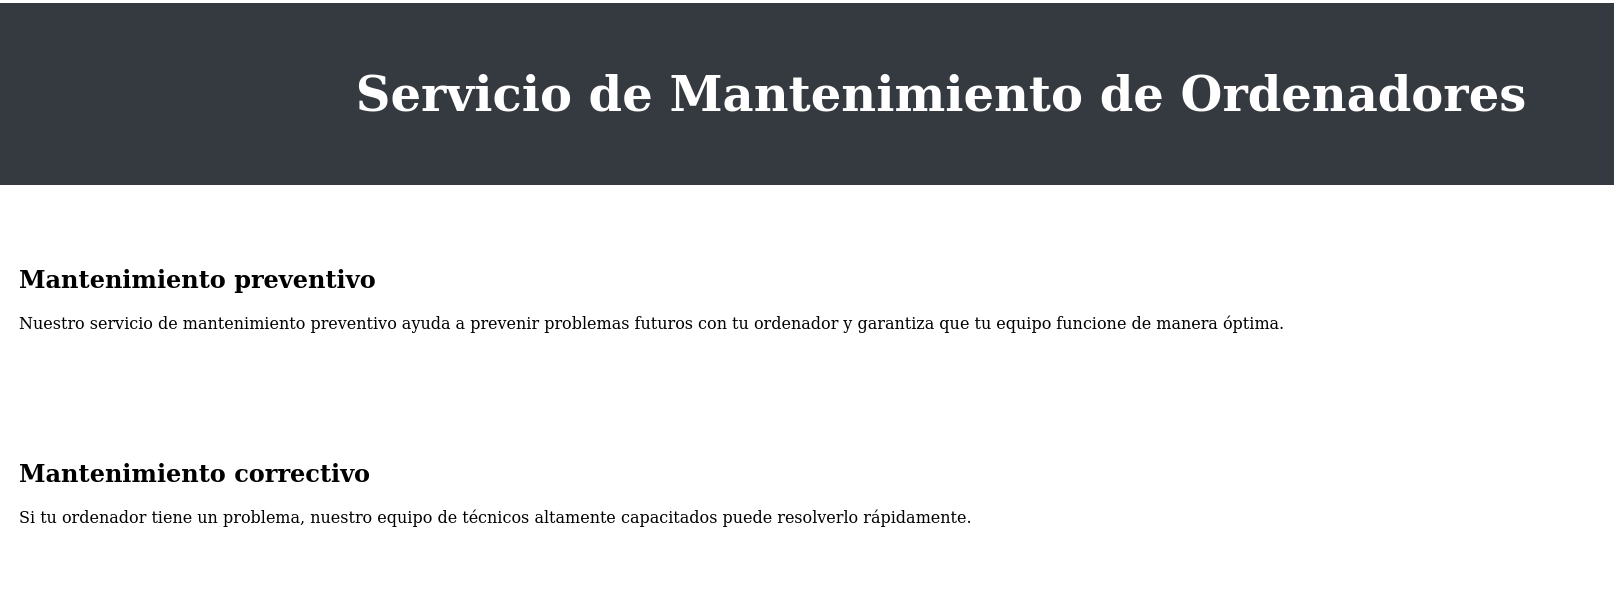 Servicio de Mantenimiento de Ordenadores
Mantenimiento preventivo
Nuestro servicio de mantenimiento preventivo ayuda a prevenir problemas futuros con tu ordenador y garantiza que tu equipo funcione de manera óptima.
Mantenimiento correctivo
Si tu ordenador tiene un problema, nuestro equipo de técnicos altamente capacitados puede resolverlo rápidamente.